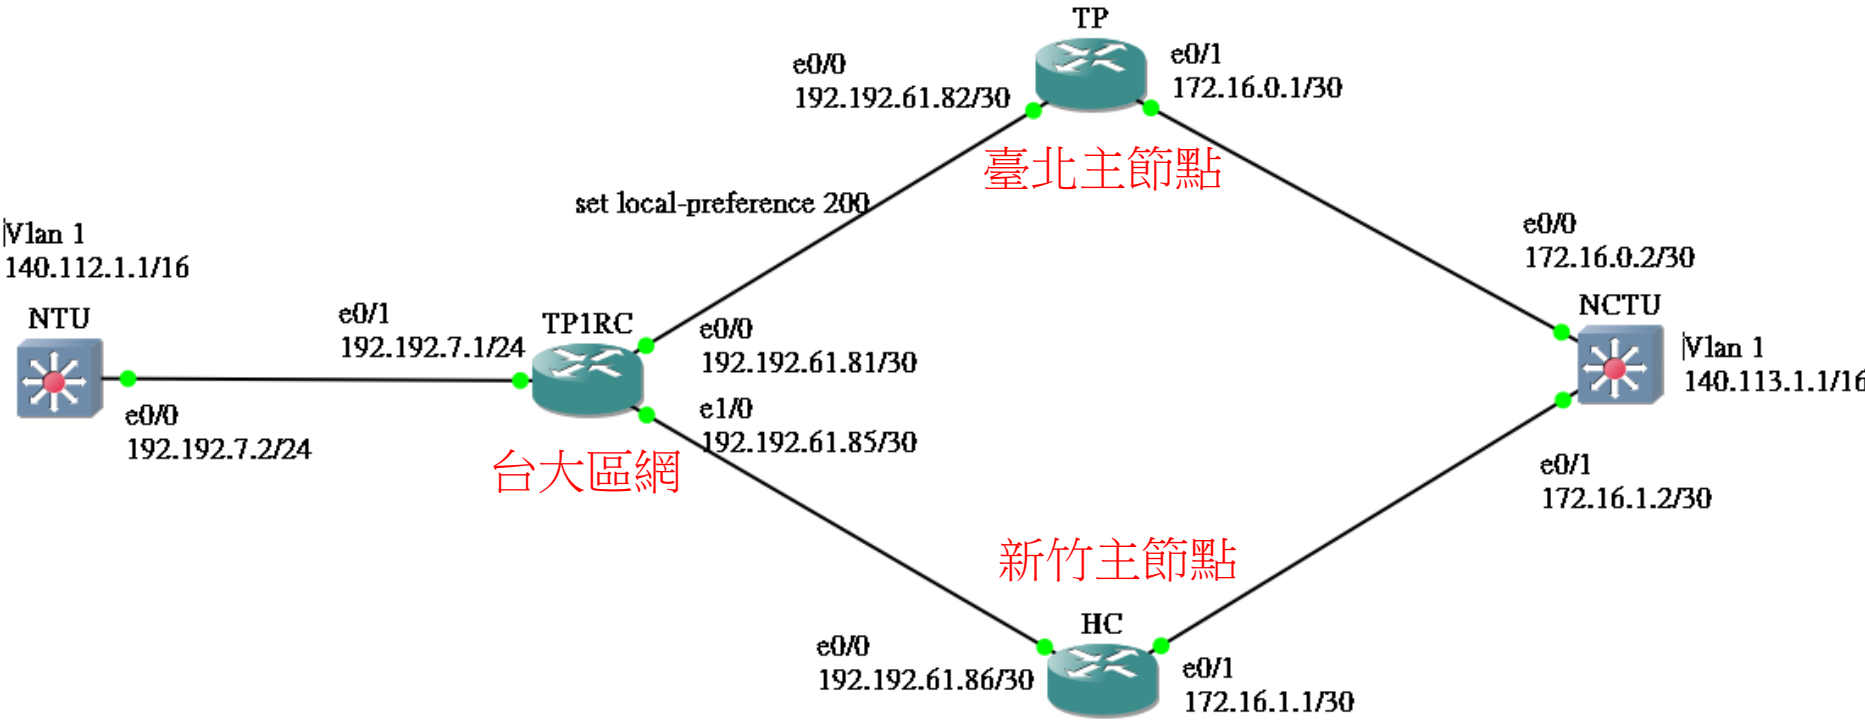 TP
e0/0
192.192.61.82/30
e0/1
172.16.0.1/30
臺北主節點
set local-preference 200
Vlan 1
140.112.1.1/16
NTU
e0/0
192.192.7.2/24
e0/1
192.192.7.1/24
TP1RC
e0/0
192.192.61.81/30
e1/0
192.192.61.85/30
台大區網
e0/0
172.16.0.2/30
NCTU
Vlan 1
140.113.1.1/16
e0/1
172.16.1.2/30
新竹主節點
HC
e0/0
192.192.61.86/30
e0/1
172.16.1.1/30